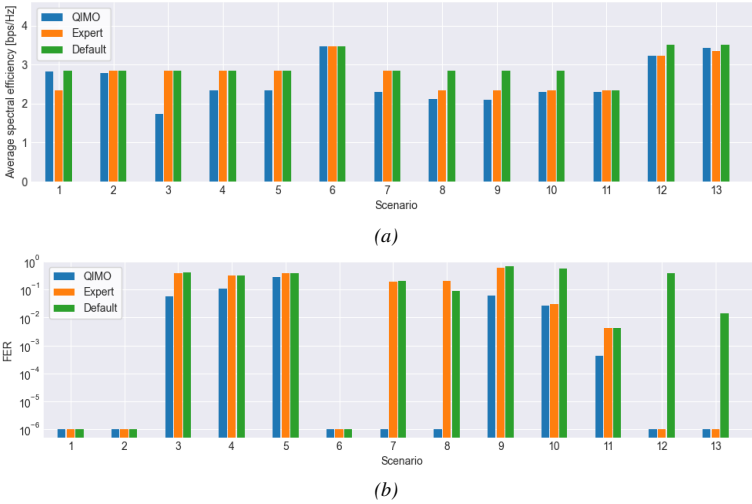 Average spectral efficiency [bps/Hz]
4
3
2
1
0
QIMO
Expert
Default
1 2 3 4 5 6 7 8 9 10 11 12 13
Scenario
(a)
FER
10⁰
10⁻¹
10⁻²
10⁻³
10⁻⁴
10⁻⁵
10⁻⁶
QIMO
Expert
Default
1 2 3 4 5 6 7 8 9 10 11 12 13
Scenario
(b)